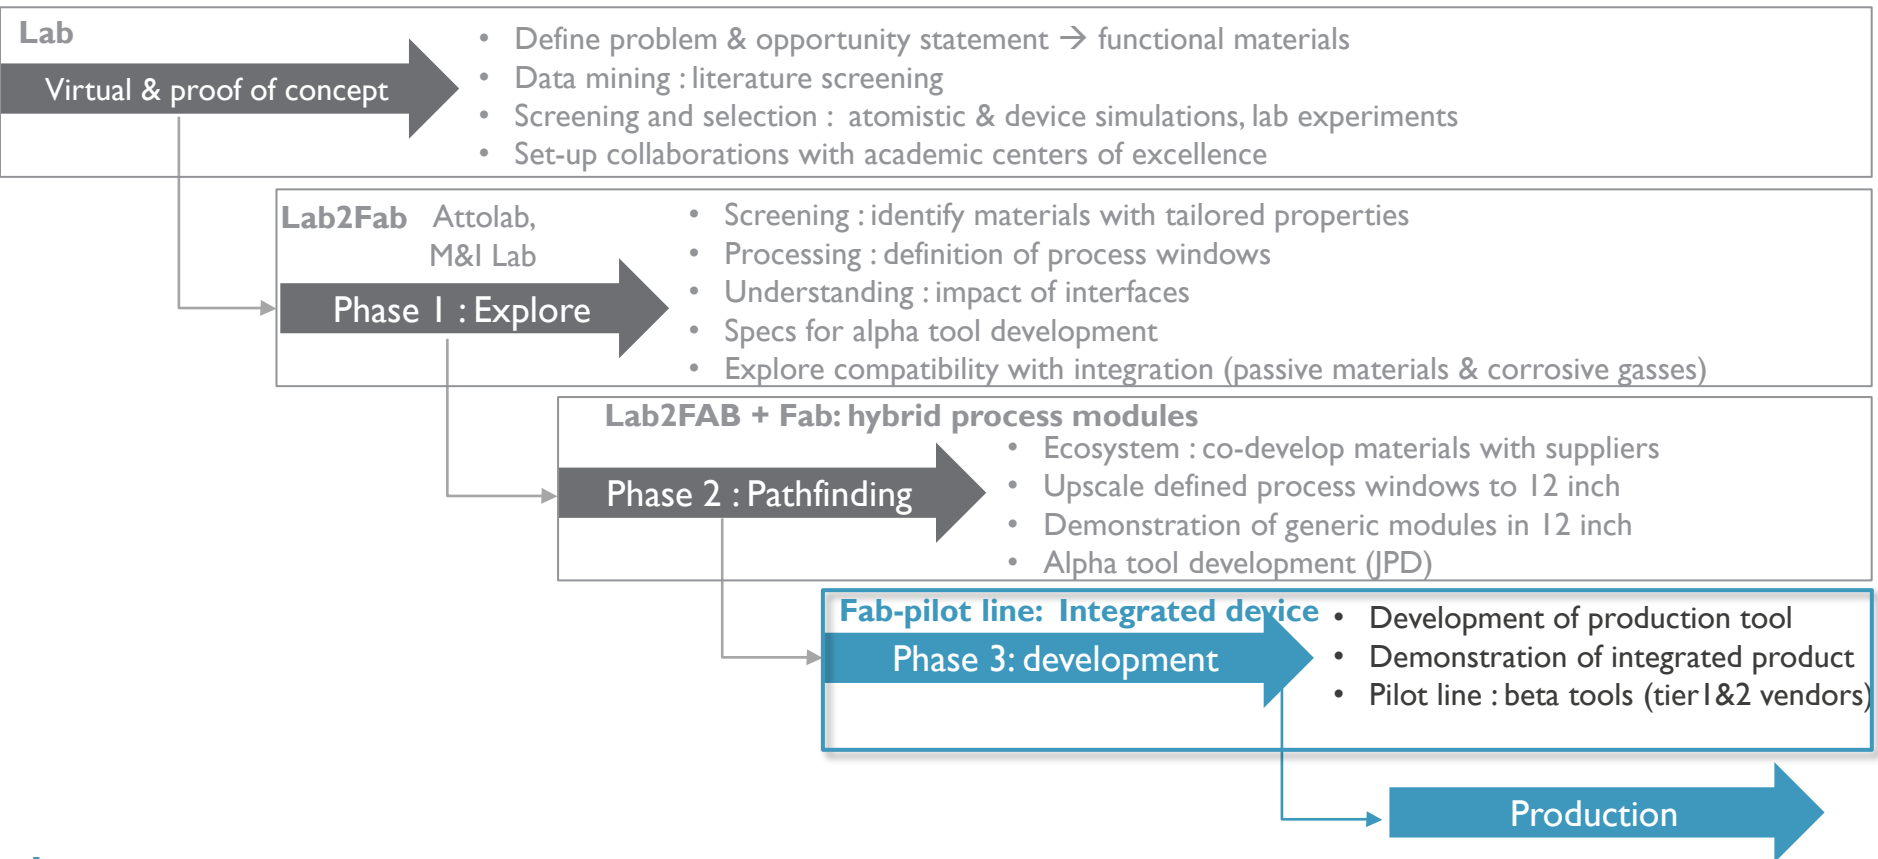 Lab
Virtual & proof of concept
• Define problem & opportunity statement → functional materials
• Data mining : literature screening
• Screening and selection : atomistic & device simulations, lab experiments
• Set-up collaborations with academic centers of excellence
Lab2Fab Attolab,
M&I Lab
Phase 1 : Explore
• Screening : identify materials with tailored properties
• Processing : definition of process windows
• Understanding : impact of interfaces
• Specs for alpha tool development
• Explore compatibility with integration (passive materials & corrosive gasses)
Lab2FAB + Fab: hybrid process modules
Phase 2 : Pathfinding
• Ecosystem : co-develop materials with suppliers
• Upscale defined process windows to 12 inch
• Demonstration of generic modules in 12 inch
• Alpha tool development (JPD)
Fab-pilot line: Integrated device
Phase 3: development
• Development of production tool
• Demonstration of integrated product
• Pilot line : beta tools (tier1&2 vendors)
Production